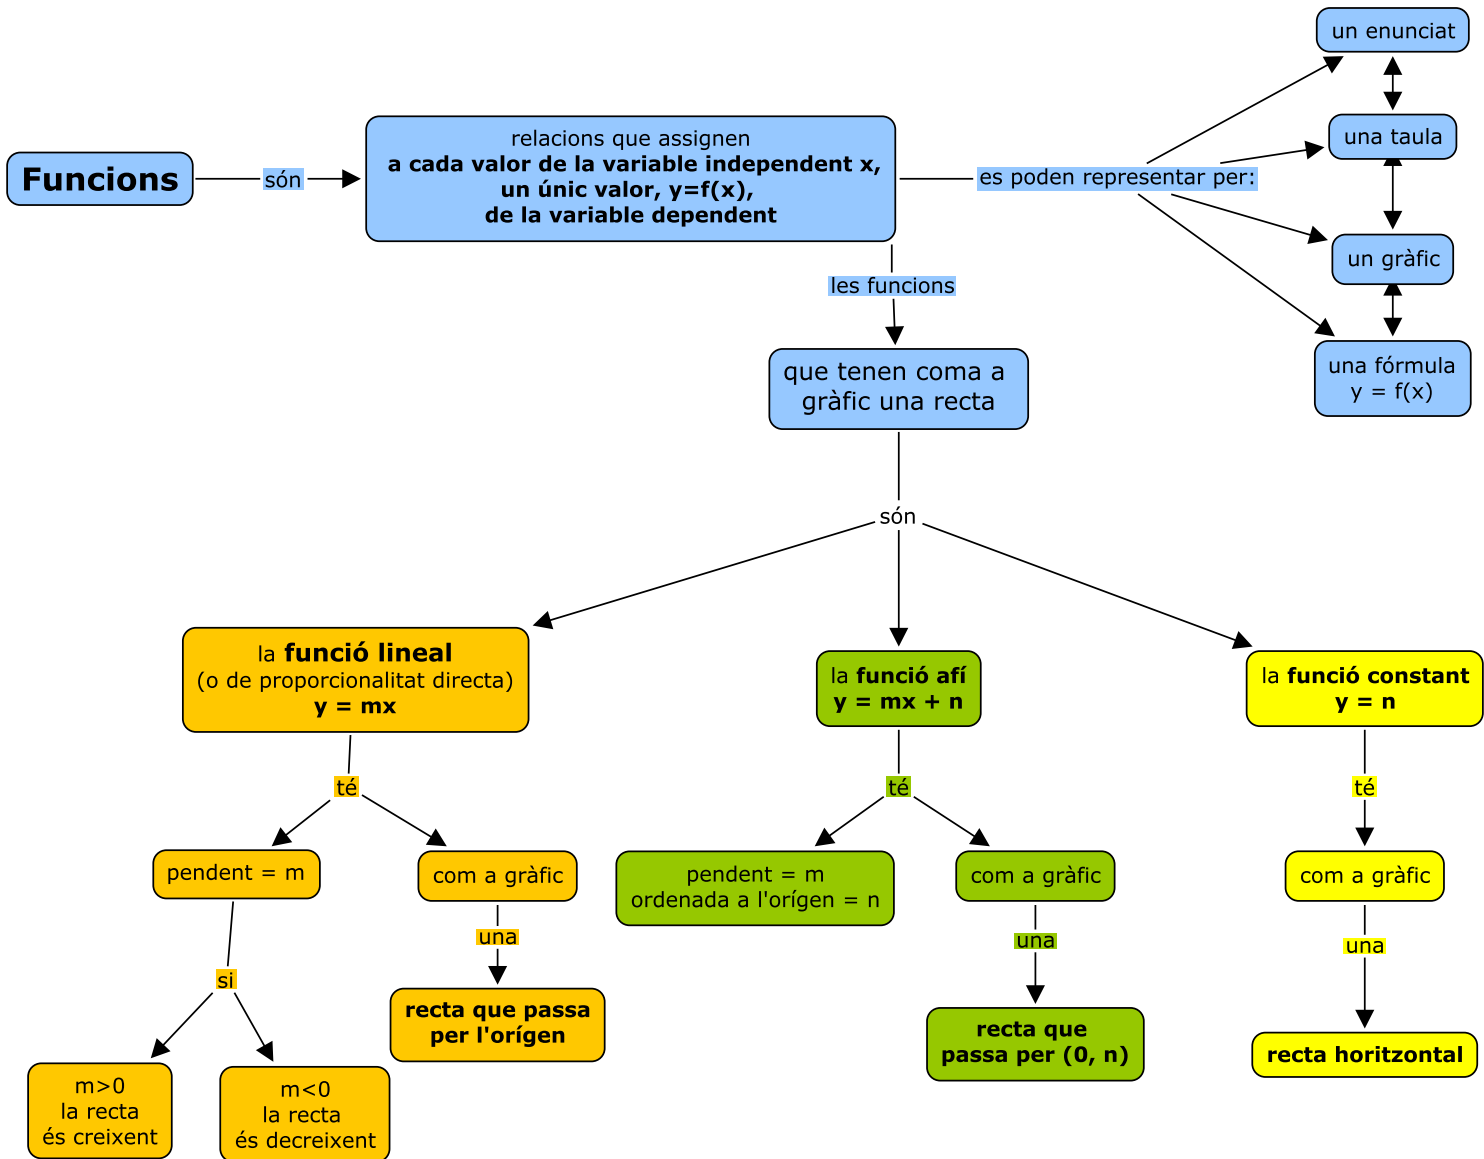 Funcions
són
relacions que assignen
a cada valor de la variable independent x,
un únic valor, y=f(x),
de la variable dependent
es poden representar per:
un enunciat
una taula
un gràfic
una fórmula
y = f(x)
les funcions
que tenen coma a
gràfic una recta
són
la funció lineal
(o de proporcionalitat directa)
y = mx
té
pendent = m
si
m>0
la recta
és creixent
m<0
la recta
és decreixent
com a gràfic
una
recta que passa
per l'orígen
la funció afí
y = mx + n
té
pendent = m
ordenada a l'orígen = n
com a gràfic
una
recta que
passa per (0, n)
la funció constant
y = n
té
com a gràfic
una
recta horitzontal